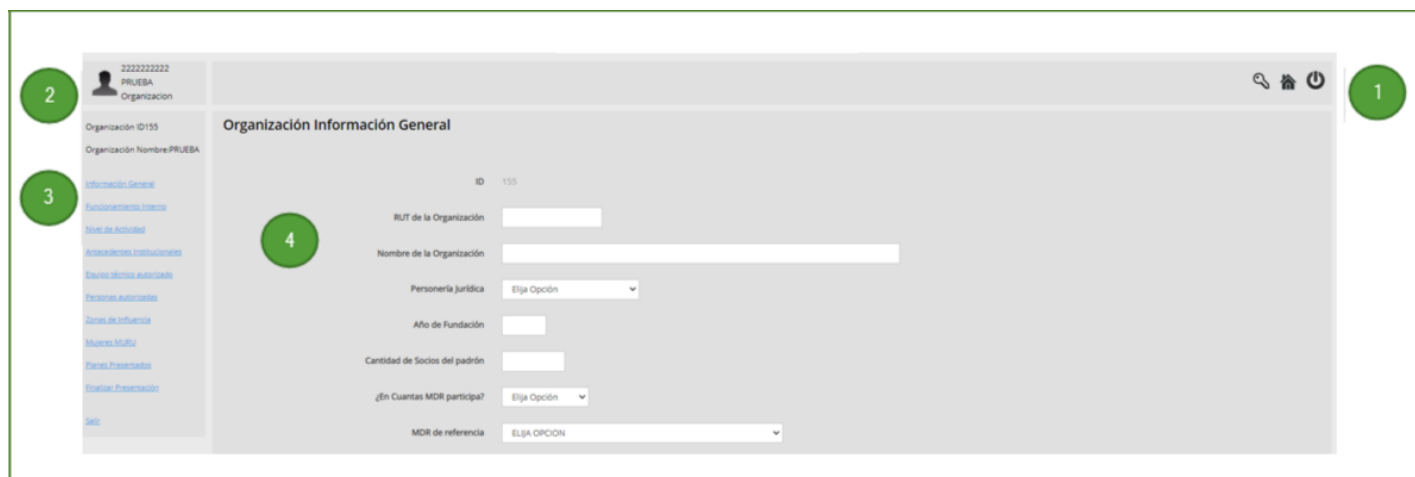 2222222222
PRUEBA
Organizacion
2
1
Organización ID155
Organización Nombre:PRUEBA
Organización Información General
3
Información General
Funcionamiento Interno
Nivel de Actividad
Antecedentes Institucionales
Equipo técnico autorizado
Personas autorizadas
Zonas de Influencia
Mujeres MURU
Planes Presentados
Finalizar Presentación
Salir
4
ID 155
RUT de la Organización
Nombre de la Organización
Personería Jurídica Elija Opción
Año de Fundación
Cantidad de Socios del padrón
¿En Cuantas MDR participa? Elija Opción
MDR de referencia ELIJA OPCION